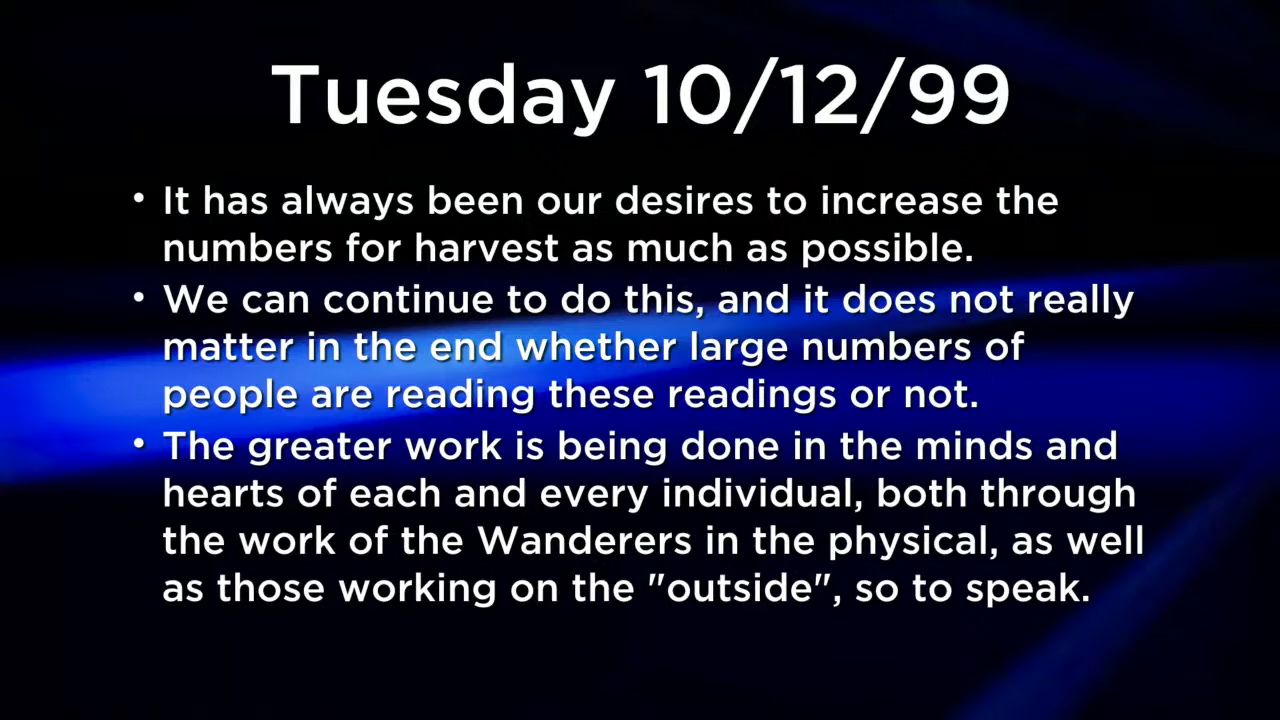 Tuesday 10/12/99
• It has always been our desires to increase the
numbers for harvest as much as possible.
• We can continue to do this, and it does not really
matter in the end whether large numbers of
people are reading these readings or not.
• The greater work is being done in the minds and
hearts of each and every individual, both through
the work of the Wanderers in the physical, as well
as those working on the "outside", so to speak.